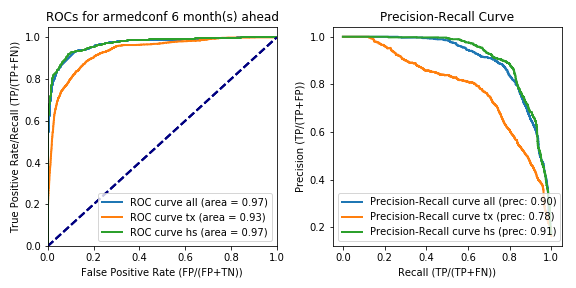 ROCs for armedconf 6 month(s) ahead
True Positive Rate/Recall (TP/(TP+FN))
1.0
0.8
0.6
0.4
0.2
0.0
ROC curve all (area = 0.97)
ROC curve tx (area = 0.93)
ROC curve hs (area = 0.97)
0.0 0.2 0.4 0.6 0.8 1.0
False Positive Rate (FP/(FP+TN))
Precision-Recall Curve
Precision (TP/(TP+FP))
1.0
0.8
0.6
0.4
0.2
Precision-Recall curve all (prec: 0.90)
Precision-Recall curve tx (prec: 0.78)
Precision-Recall curve hs (prec: 0.91)
0.0 0.2 0.4 0.6 0.8 1.0
Recall (TP/(TP+FN))